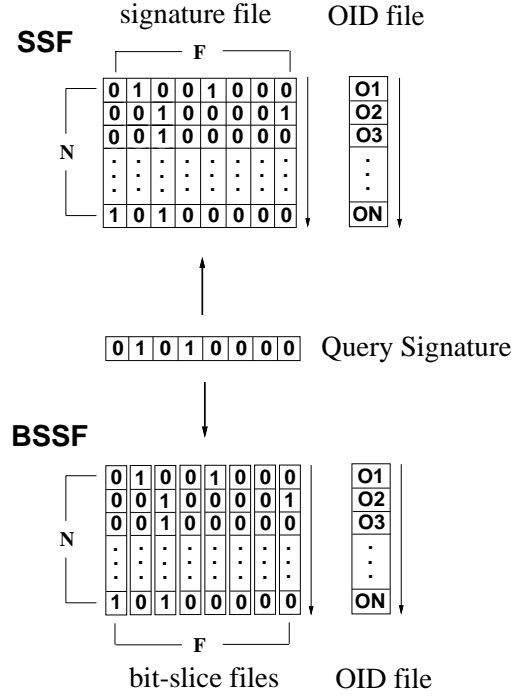 signature file OID file
SSF
F
0 1 0 0 1 0 0 0 O1
0 0 1 0 0 0 0 1 O2
0 0 1 0 0 0 0 0 O3
N
. . . . . . . . .
. . . . . . . . .
. . . . . . . . .
1 0 1 0 0 0 0 0 ON
0 1 0 1 0 0 0 0 Query Signature
BSSF
0 1 0 0 1 0 0 0 O1
0 0 1 0 0 0 0 1 O2
0 0 1 0 0 0 0 0 O3
N
. . . . . . . . .
. . . . . . . . .
. . . . . . . . .
1 0 1 0 0 0 0 0 ON
F
bit-slice files OID file